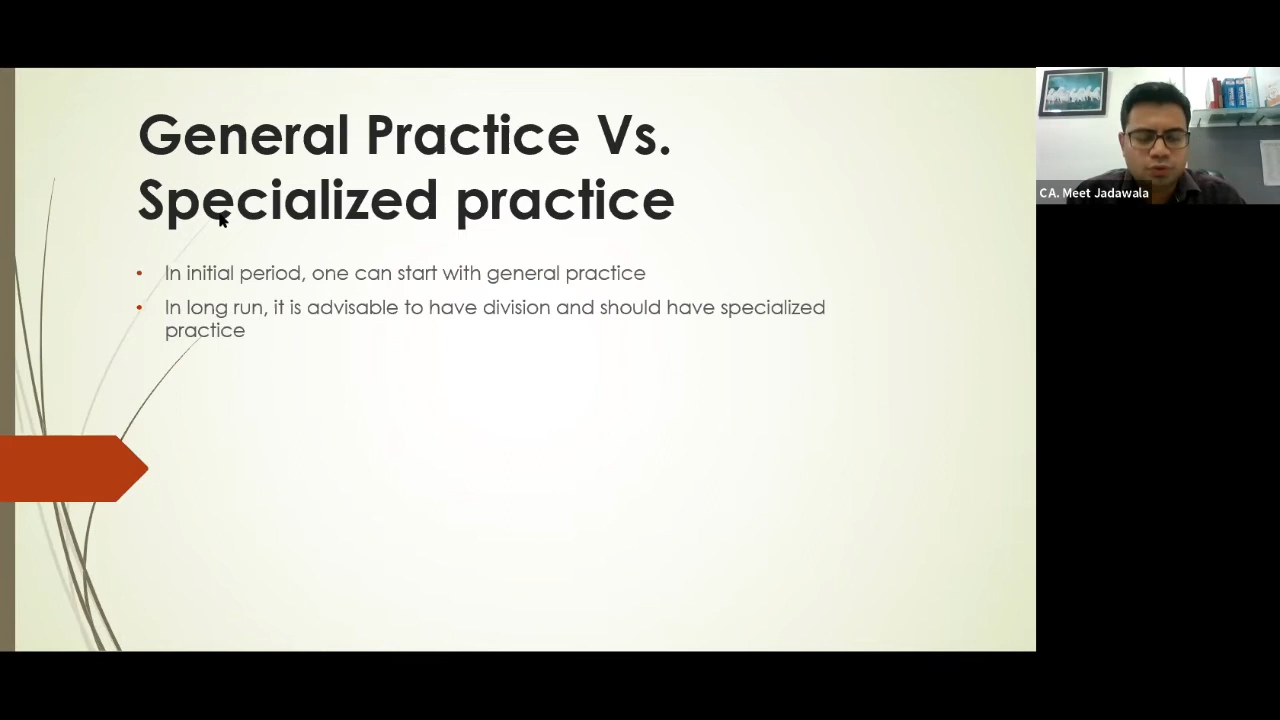 General Practice Vs.
Specialized practice
• In initial period, one can start with general practice
• In long run, it is advisable to have division and should have specialized
practice
CA. Meet Jadawala